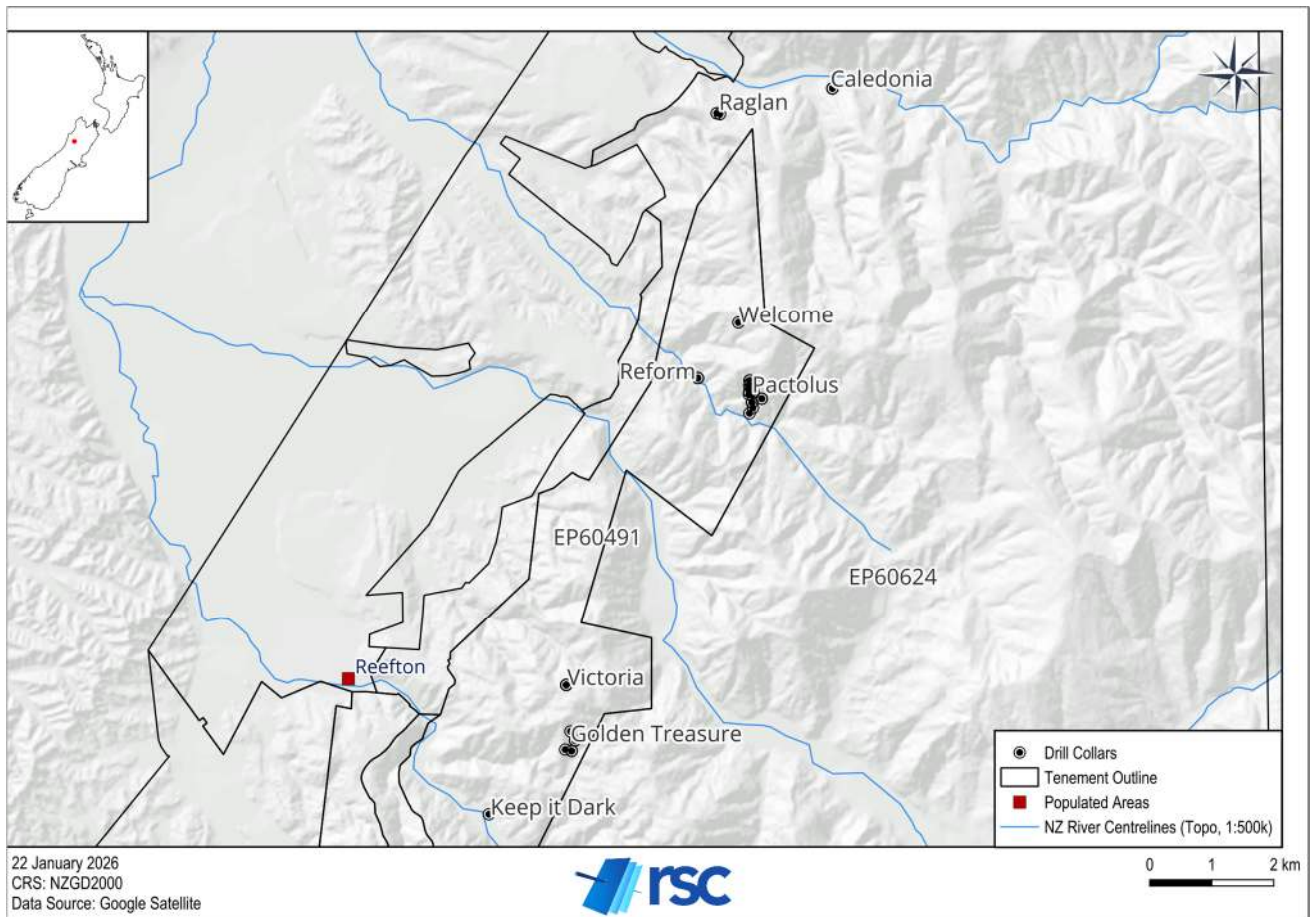 Caledonia
Raglan
Welcome
Reform
Pactolus
EP60491
EP60624
Reefton
Victoria
Golden Treasure
Keep it Dark
Drill Collars
Tenement Outline
Populated Areas
NZ River Centrelines (Topo, 1:500k)
22 January 2026
CRS: NZGD2000
Data Source: Google Satellite
rsc
0 1 2 km